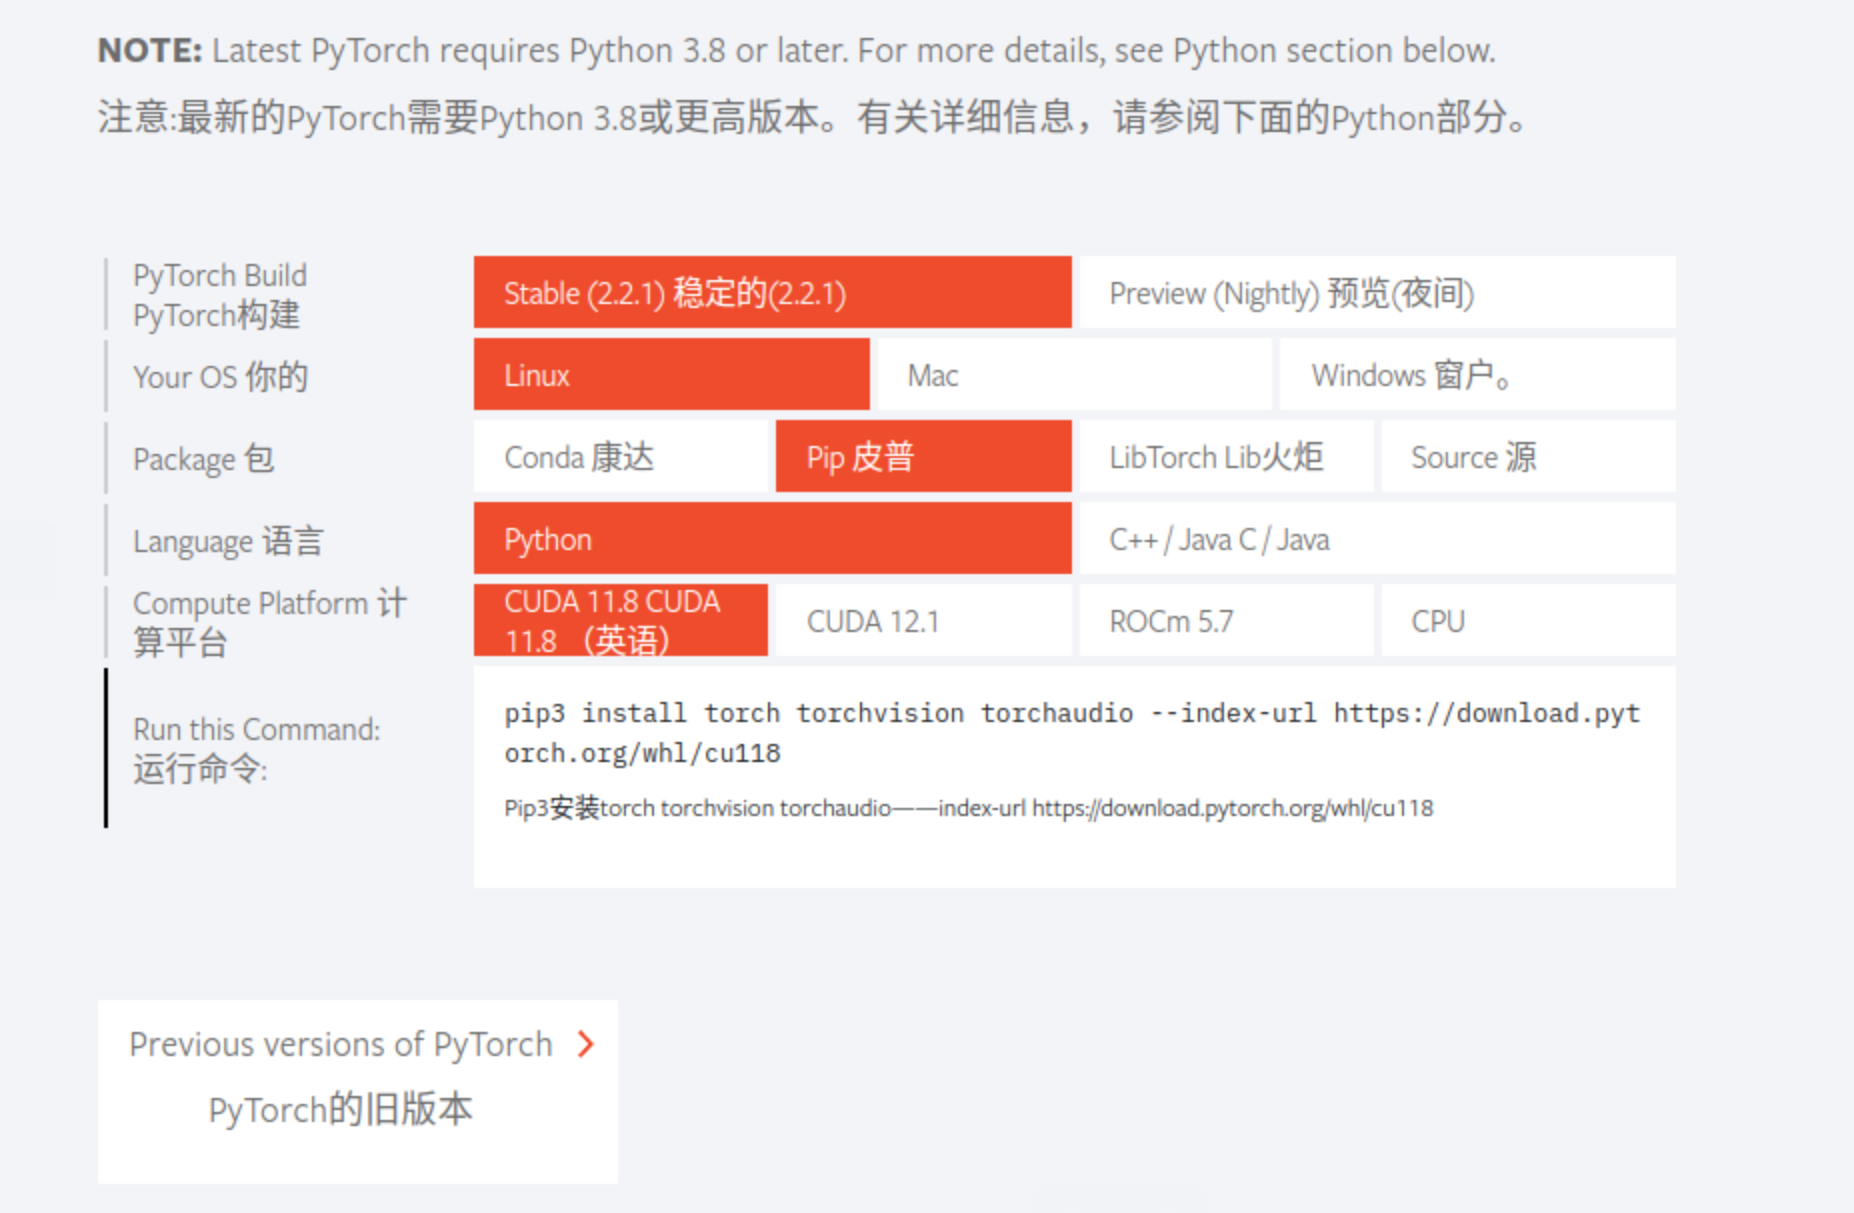 NOTE: Latest PyTorch requires Python 3.8 or later. For more details, see Python section below.
注意:最新的PyTorch需要Python 3.8或更高版本。有关详细信息，请参阅下面的Python部分。
PyTorch Build
PyTorch构建
Stable (2.2.1) 稳定的(2.2.1)
Preview (Nightly) 预览(夜间)
Your OS 你的
Linux
Mac
Windows 窗户。
Package 包
Conda 康达
Pip 皮普
LibTorch Lib火炬
Source 源
Language 语言
Python
C++ / Java C / Java
Compute Platform 计
算平台
CUDA 11.8 CUDA
11.8 （英语）
CUDA 12.1
ROCm 5.7
CPU
Run this Command:
运行命令:
pip3 install torch torchvision torchaudio --index-url https://download.pyt
orch.org/whl/cu118
Pip3安装torch torchvision torchaudio——index-url https://download.pytorch.org/whl/cu118
Previous versions of PyTorch
PyTorch的旧版本